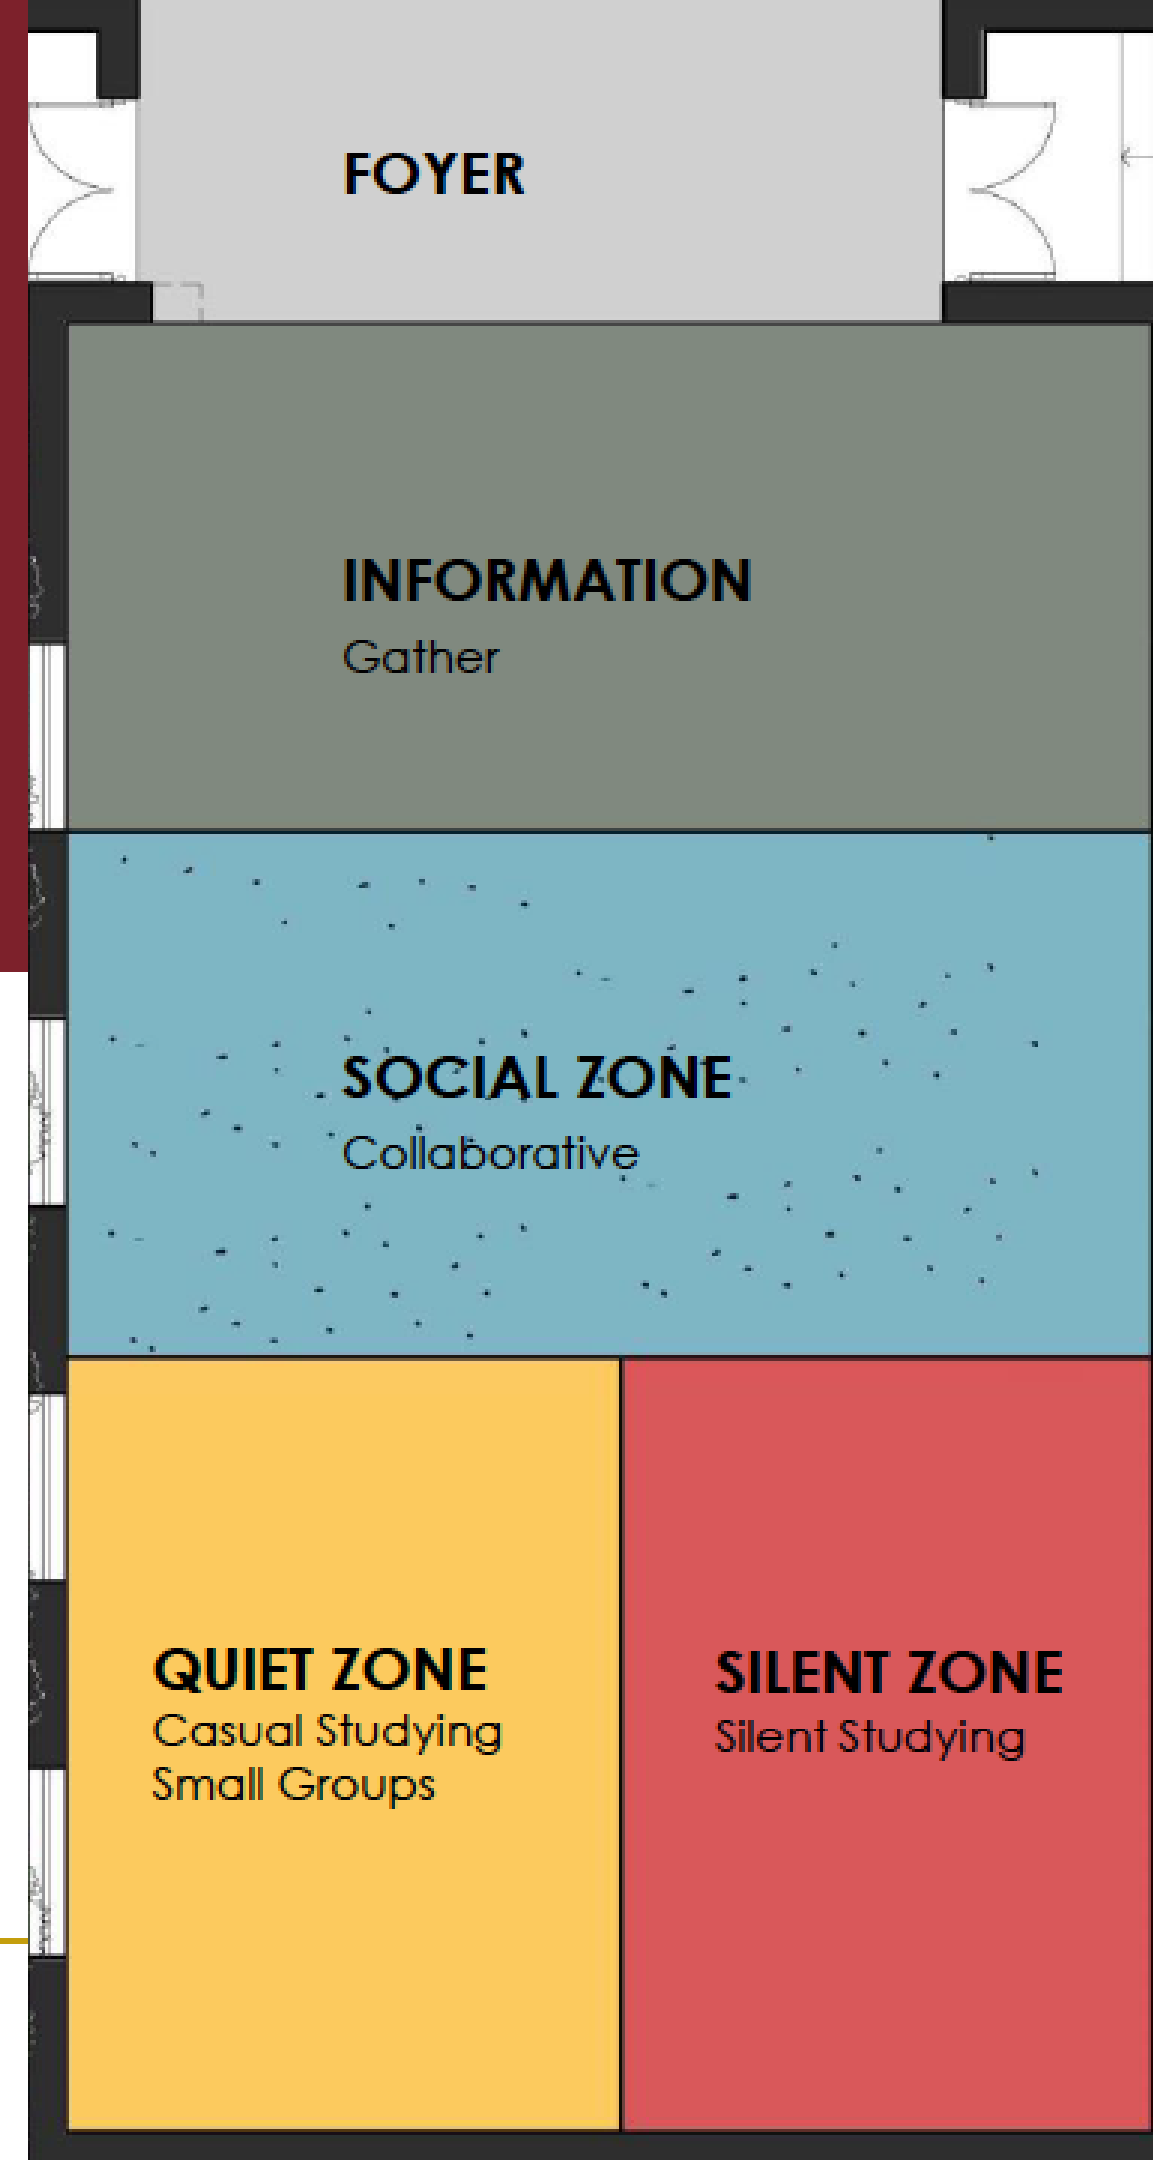 FOYER
INFORMATION
Gather
SOCIAL ZONE
Collaborative
QUIET ZONE
Casual Studying
Small Groups
SILENT ZONE
Silent Studying